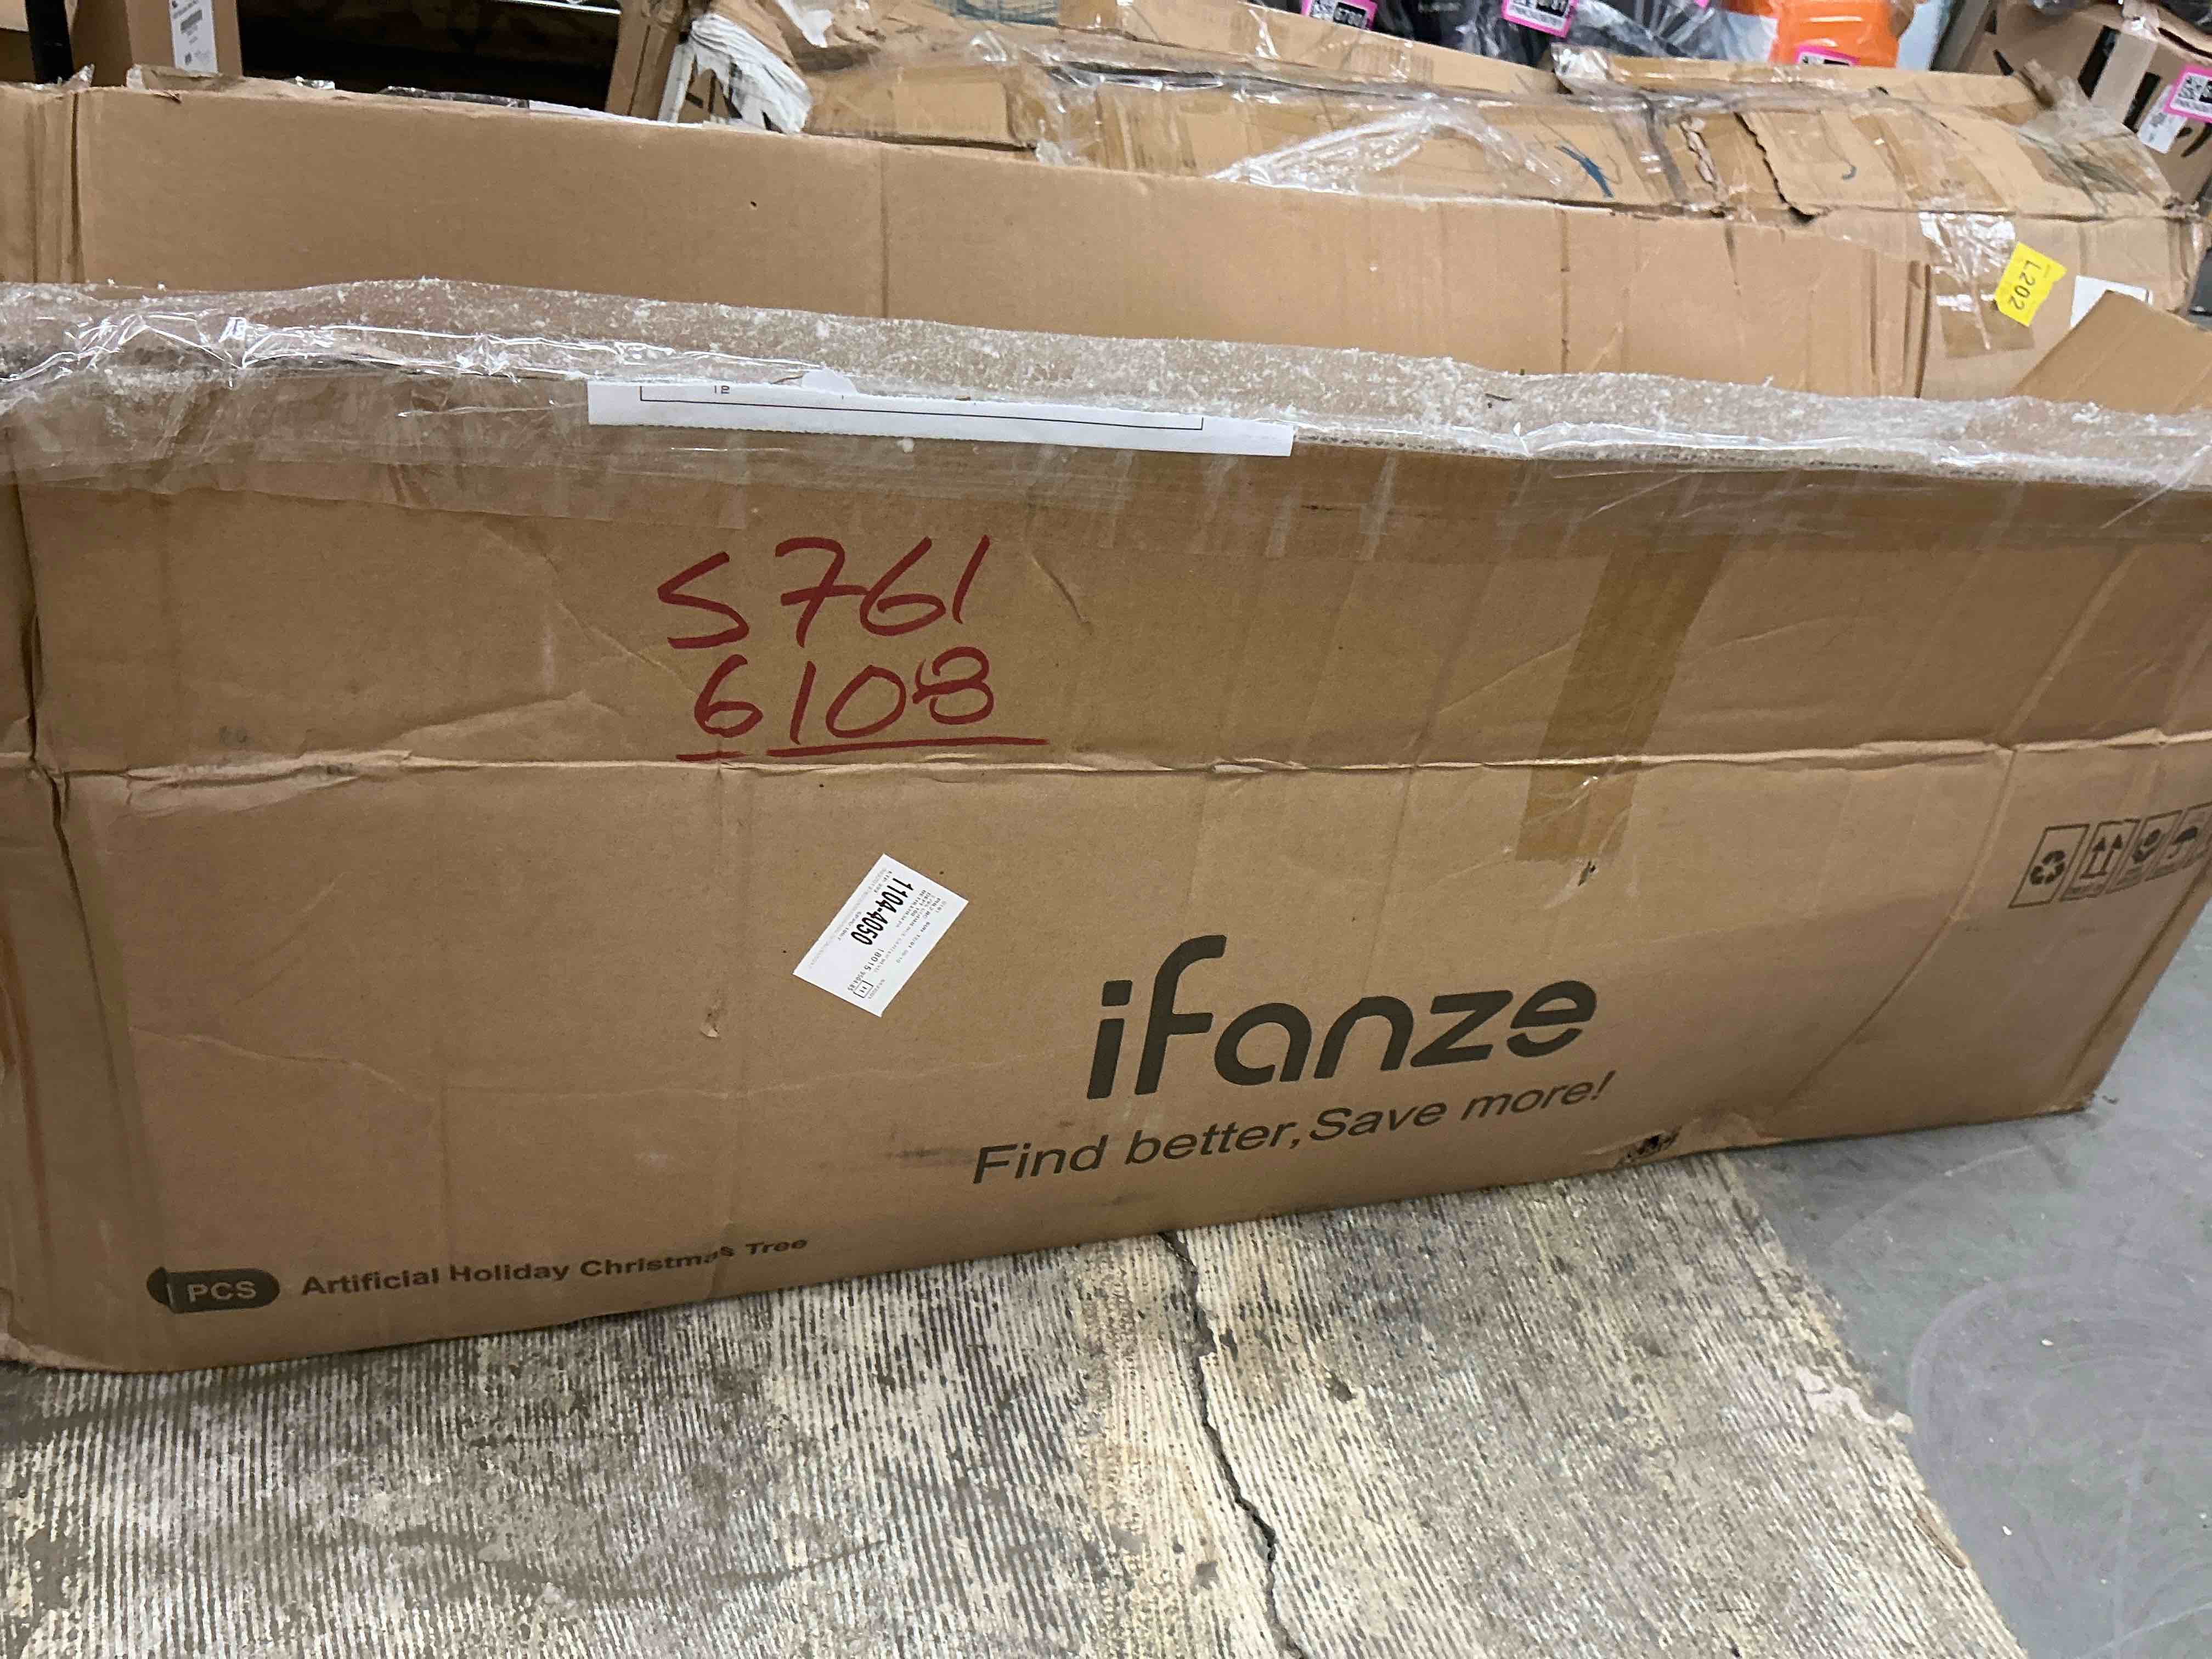 L202
S761
6108
1104-4050
ifanze
Find better,Save more!
PCS Artificial Holiday Christmas Tree